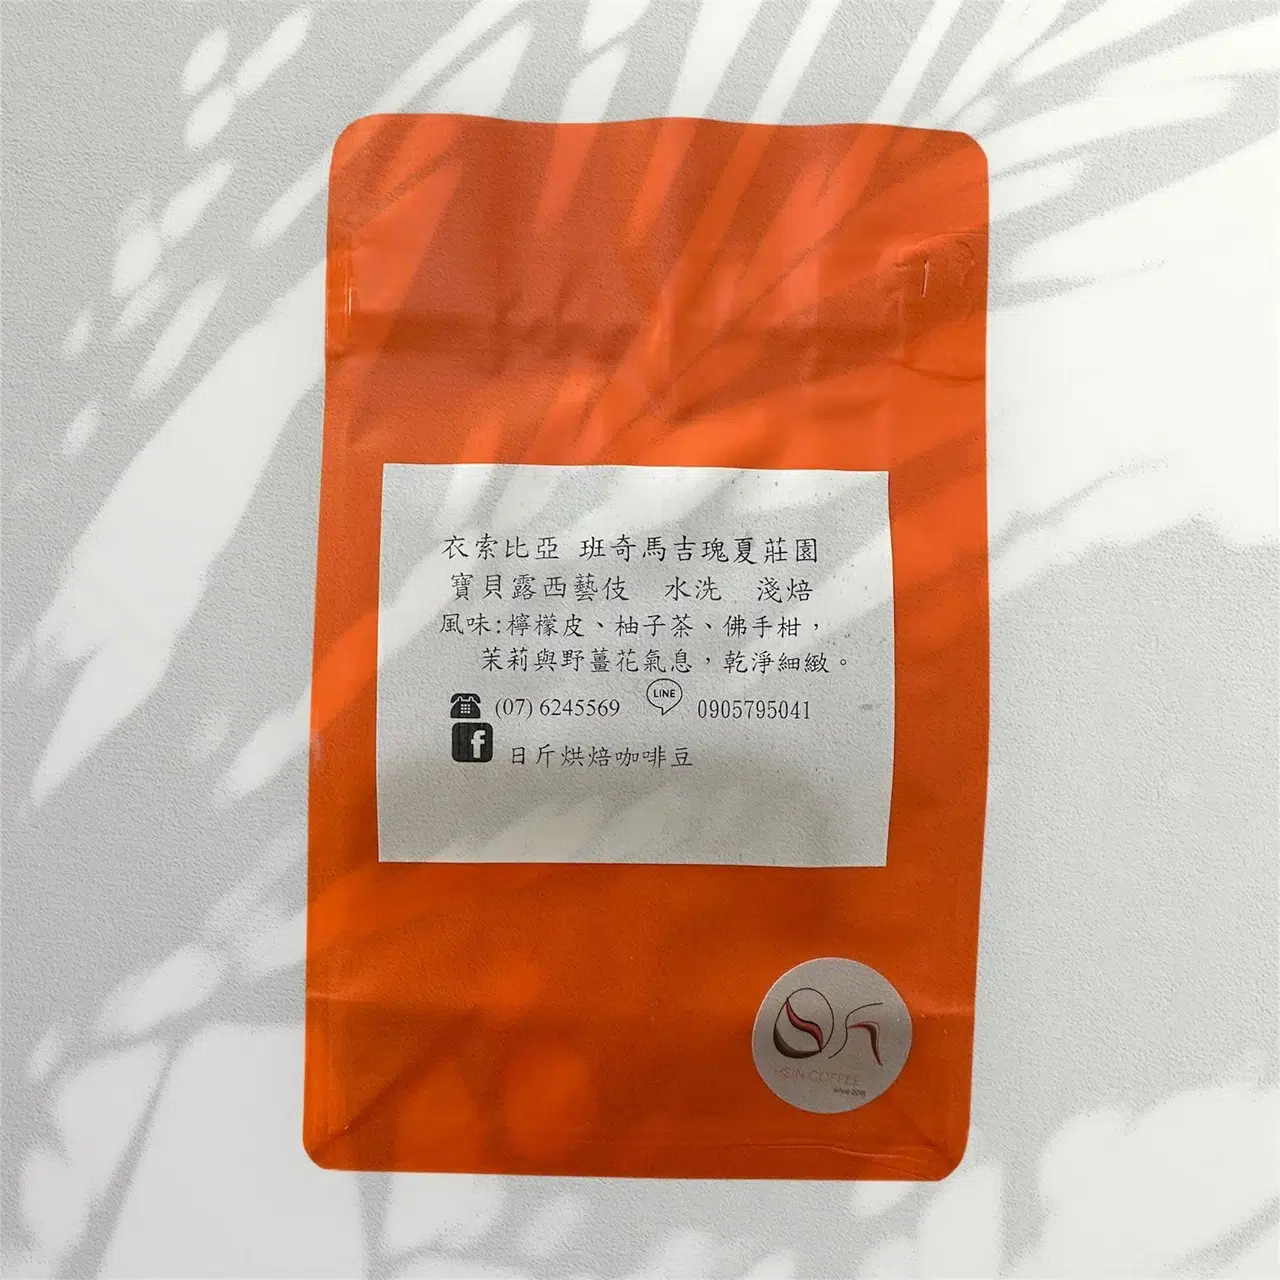 衣索比亞 班奇馬吉瑰夏莊園
寶貝露西藝伎 水洗 淺焙
風味:檸檬皮、柚子茶、佛手柑，
茉莉與野薑花氣息，乾淨細緻。
(07) 6245569 LINE 0905795041
f 日斤烘焙咖啡豆
HSIN COFFEE